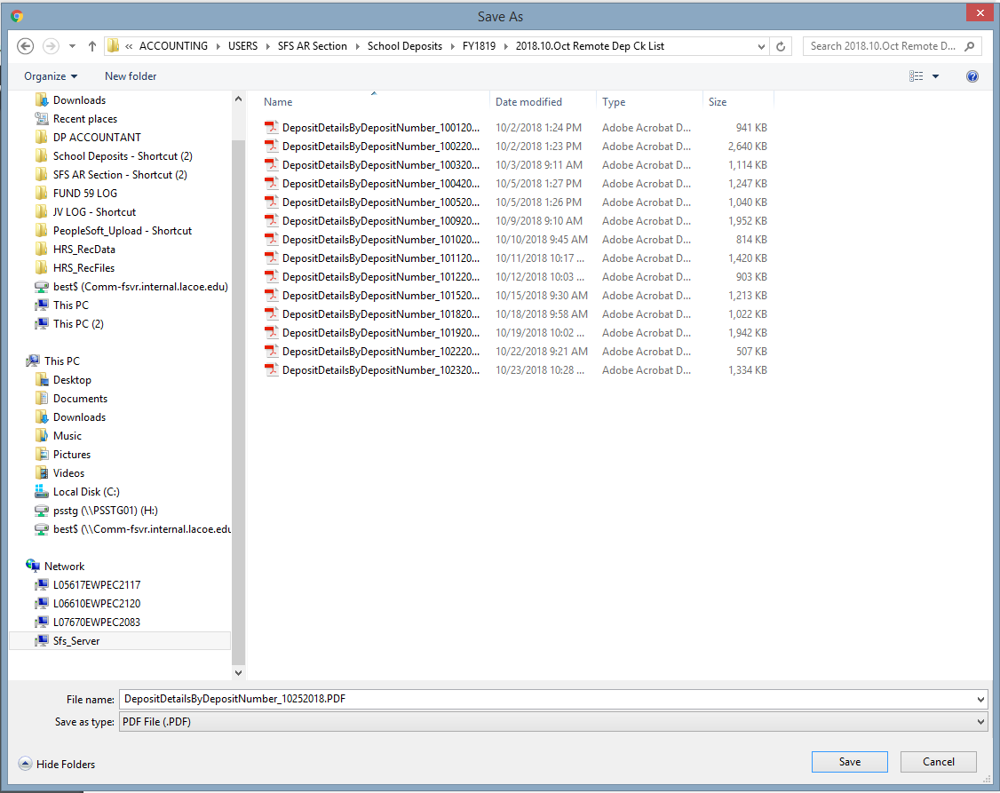 Save As
« ACCOUNTING USERS SFS AR Section School Deposits FY1819 2018.10.Oct Remote Dep Ck List
Search 2018.10.Oct Remote D...
Organize New folder
Downloads
Recent places
DP ACCOUNTANT
School Deposits - Shortcut (2)
SFS AR Section - Shortcut (2)
FUND 59 LOG
JV LOG - Shortcut
PeopleSoft_Upload - Shortcut
HRS_RecData
HRS_RecFiles
best$ (Comm-fsvr.internal.lacoe.edu)
This PC
This PC (2)
This PC
Desktop
Documents
Downloads
Music
Pictures
Videos
Local Disk (C:)
psstg (\\PSSTG01) (H:)
best$ (\\Comm-fsvr.internal.lacoe.edu
Network
L05617EWPEC2117
L06610EWPEC2120
L07670EWPEC2083
Sfs_Server
Name Date modified Type Size
DepositDetailsByDepositNumber_100120... 10/2/2018 1:24 PM Adobe Acrobat D... 941 KB
DepositDetailsByDepositNumber_100220... 10/2/2018 1:23 PM Adobe Acrobat D... 2,640 KB
DepositDetailsByDepositNumber_100320... 10/3/2018 9:11 AM Adobe Acrobat D... 1,114 KB
DepositDetailsByDepositNumber_100420... 10/5/2018 1:27 PM Adobe Acrobat D... 1,247 KB
DepositDetailsByDepositNumber_100520... 10/5/2018 1:26 PM Adobe Acrobat D... 1,040 KB
DepositDetailsByDepositNumber_100920... 10/9/2018 9:10 AM Adobe Acrobat D... 1,952 KB
DepositDetailsByDepositNumber_101020... 10/10/2018 9:45 AM Adobe Acrobat D... 814 KB
DepositDetailsByDepositNumber_101120... 10/11/2018 10:17 ... Adobe Acrobat D... 1,420 KB
DepositDetailsByDepositNumber_101220... 10/12/2018 10:03 ... Adobe Acrobat D... 903 KB
DepositDetailsByDepositNumber_101520... 10/15/2018 9:30 AM Adobe Acrobat D... 1,213 KB
DepositDetailsByDepositNumber_101820... 10/18/2018 9:58 AM Adobe Acrobat D... 1,022 KB
DepositDetailsByDepositNumber_101920... 10/19/2018 10:02 ... Adobe Acrobat D... 1,942 KB
DepositDetailsByDepositNumber_102220... 10/22/2018 9:21 AM Adobe Acrobat D... 507 KB
DepositDetailsByDepositNumber_102320... 10/23/2018 10:28 ... Adobe Acrobat D... 1,334 KB
File name: DepositDetailsByDepositNumber_10252018.PDF
Save as type: PDF File (.PDF)
Hide Folders Save Cancel